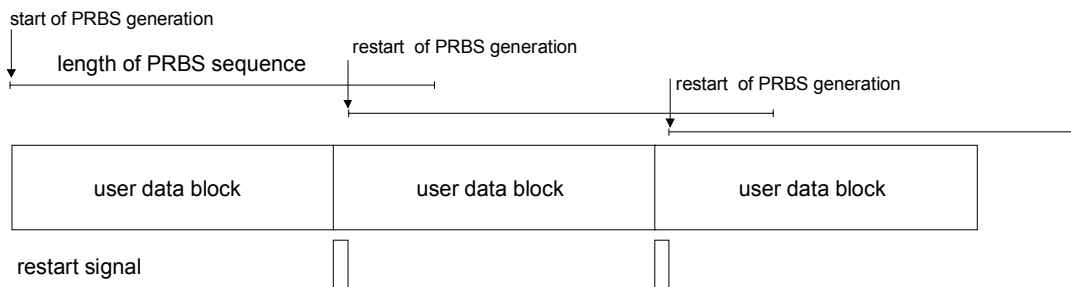 start of PRBS generation
restart of PRBS generation
length of PRBS sequence
restart of PRBS generation
user data block
user data block
user data block
restart signal